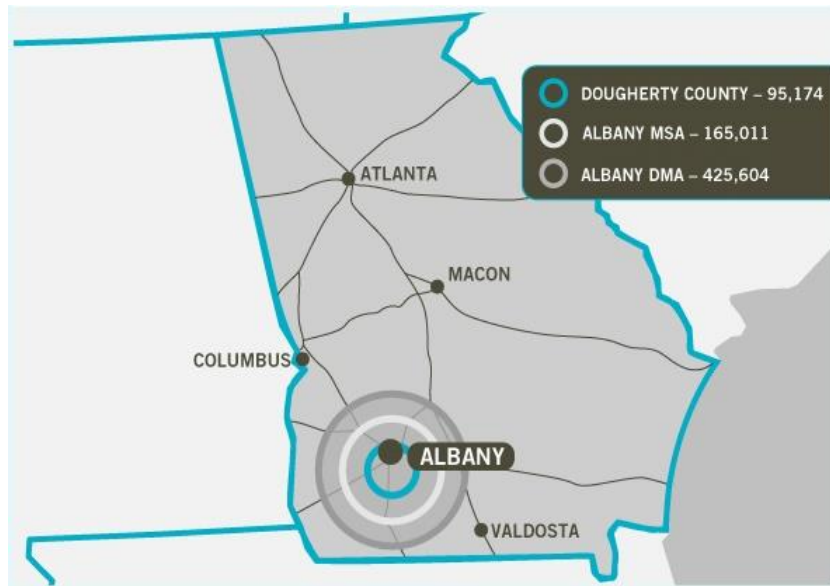 DOUGHERTY COUNTY – 95,174
ALBANY MSA – 165,011
ALBANY DMA – 425,604
ATLANTA
MACON
COLUMBUS
ALBANY
VALDOSTA